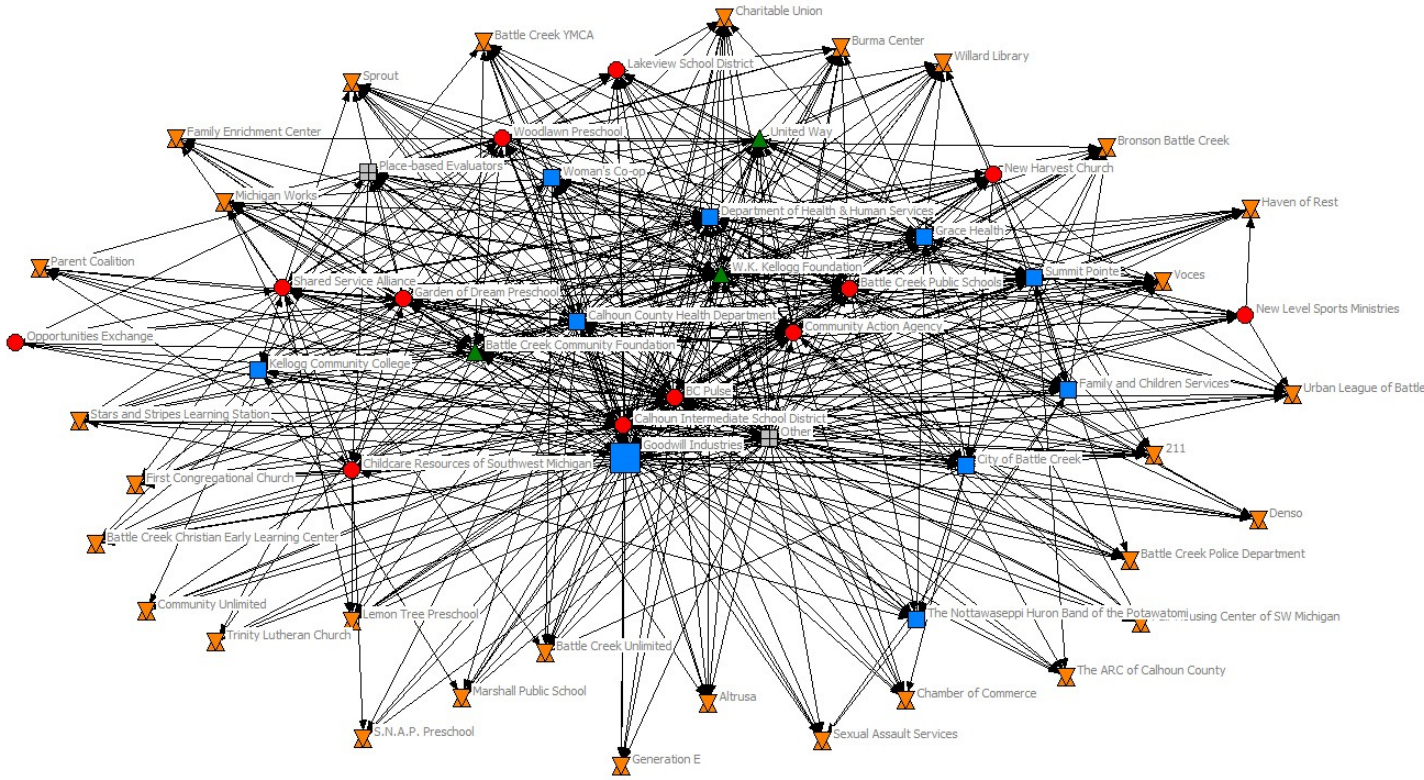 Charitable Union
Battle Creek YMCA
Burma Center
Lakeview School District
Willard Library
Sprout
Family Enrichment Center
Woodlawn Preschool
United Way
Bronson Battle Creek
Place-based Evaluators
Woman's Co-op
New Harvest Church
Michigan Works
Department of Health & Human Services
Haven of Rest
Grace Health
Parent Coalition
W.K. Kellogg Foundation
Summit Pointe
Voces
Shared Service Alliance
Garden of Dream Preschool
Battle Creek Public Schools
Calhoun County Health Department
New Level Sports Ministries
Community Action Agency
Opportunities Exchange
Battle Creek Community Foundation
Kellogg Community College
Family and Children Services
Urban League of Battle
BC Pulse
Stars and Stripes Learning Station
Calhoun Intermediate School District
Other
Goodwill Industries
211
Childcare Resources of Southwest Michigan
City of Battle Creek
First Congregational Church
Denso
Battle Creek Christian Early Learning Center
Battle Creek Police Department
Community Unlimited
Lemon Tree Preschool
The Nottawaseppi Huron Band of the Potawatomi
using Center of SW Michigan
Trinity Lutheran Church
Battle Creek Unlimited
The ARC of Calhoun County
Marshall Public School
Altrusa
Chamber of Commerce
S.N.A.P. Preschool
Sexual Assault Services
Generation E